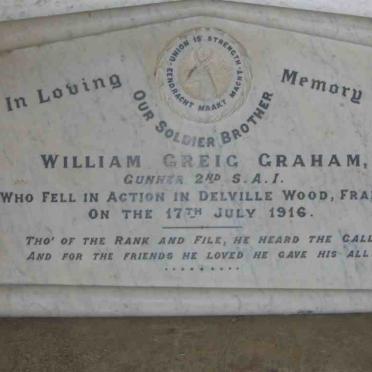 UNION IS STRENGTH
EENDRACHT MAAKT MACHT
In Loving Memory
OUR SOLDIER BROTHER
WILLIAM GREIG GRAHAM,
GUNNER 2ND S.A.I.
WHO FELL IN ACTION IN DELVILLE WOOD, FRA
ON THE 17TH JULY 1916.
THO' OF THE RANK AND FILE, HE HEARD THE CALL
AND FOR THE FRIENDS HE LOVED HE GAVE HIS ALL